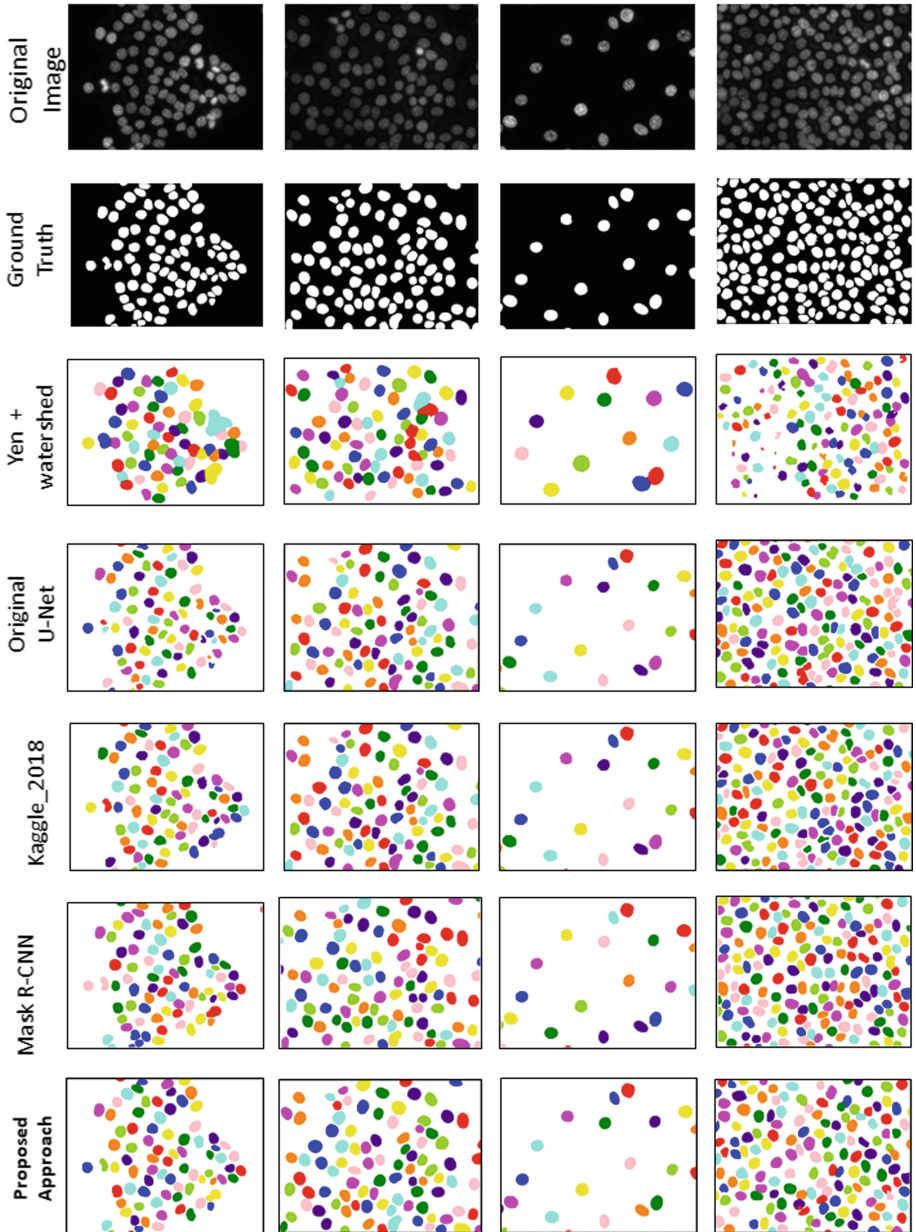 Original
Image
Ground
Truth
Yen +
watershed
Original
U-Net
Kaggle_2018
Mask R-CNN
Proposed
Approach